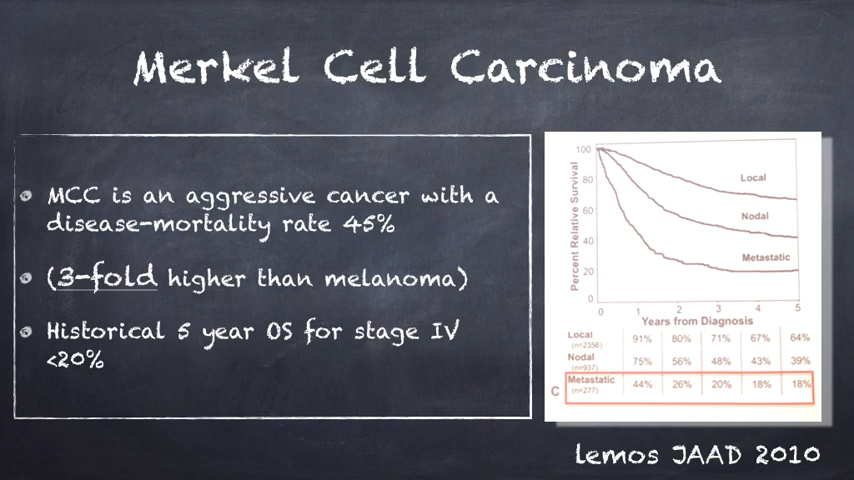 Merkel Cell Carcinoma
MCC is an aggressive cancer with a
disease-mortality rate 45%
(3-fold higher than melanoma)
Historical 5 year OS for stage IV
<20%
Percent Relative Survival
100
80
60
40
20
0
Local
Nodal
Metastatic
0 1 2 3 4 5
Years from Diagnosis
Local 91% 80% 71% 67% 64%
(n=2356)
Nodal 75% 56% 48% 43% 39%
(n=937)
Metastatic 44% 26% 20% 18% 18%
(n=277)
C
Lemos JAAD 2010